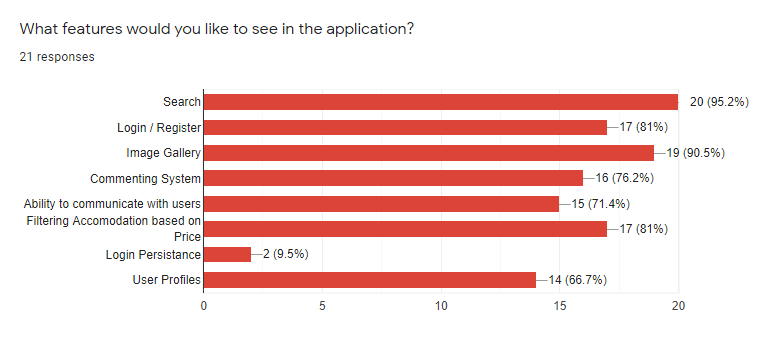 What features would you like to see in the application?
21 responses
Search 20 (95.2%)
Login / Register 17 (81%)
Image Gallery 19 (90.5%)
Commenting System 16 (76.2%)
Ability to communicate with users 15 (71.4%)
Filtering Accomodation based on
Price 17 (81%)
Login Persistance 2 (9.5%)
User Profiles 14 (66.7%)
0 5 10 15 20